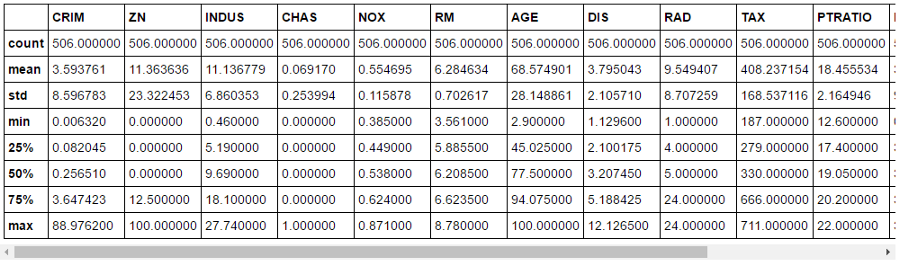 CRIM ZN INDUS CHAS NOX RM AGE DIS RAD TAX PTRATIO
count 506.000000 506.000000 506.000000 506.000000 506.000000 506.000000 506.000000 506.000000 506.000000 506.000000 506.000000
mean 3.593761 11.363636 11.136779 0.069170 0.554695 6.284634 68.574901 3.795043 9.549407 408.237154 18.455534
std 8.596783 23.322453 6.860353 0.253994 0.115878 0.702617 28.148861 2.105710 8.707259 168.537116 2.164946
min 0.006320 0.000000 0.460000 0.000000 0.385000 3.561000 2.900000 1.129600 1.000000 187.000000 12.600000
25% 0.082045 0.000000 5.190000 0.000000 0.449000 5.885500 45.025000 2.100175 4.000000 279.000000 17.400000
50% 0.256510 0.000000 9.690000 0.000000 0.538000 6.208500 77.500000 3.207450 5.000000 330.000000 19.050000
75% 3.647423 12.500000 18.100000 0.000000 0.624000 6.623500 94.075000 5.188425 24.000000 666.000000 20.200000
max 88.976200 100.000000 27.740000 1.000000 0.871000 8.780000 100.000000 12.126500 24.000000 711.000000 22.000000